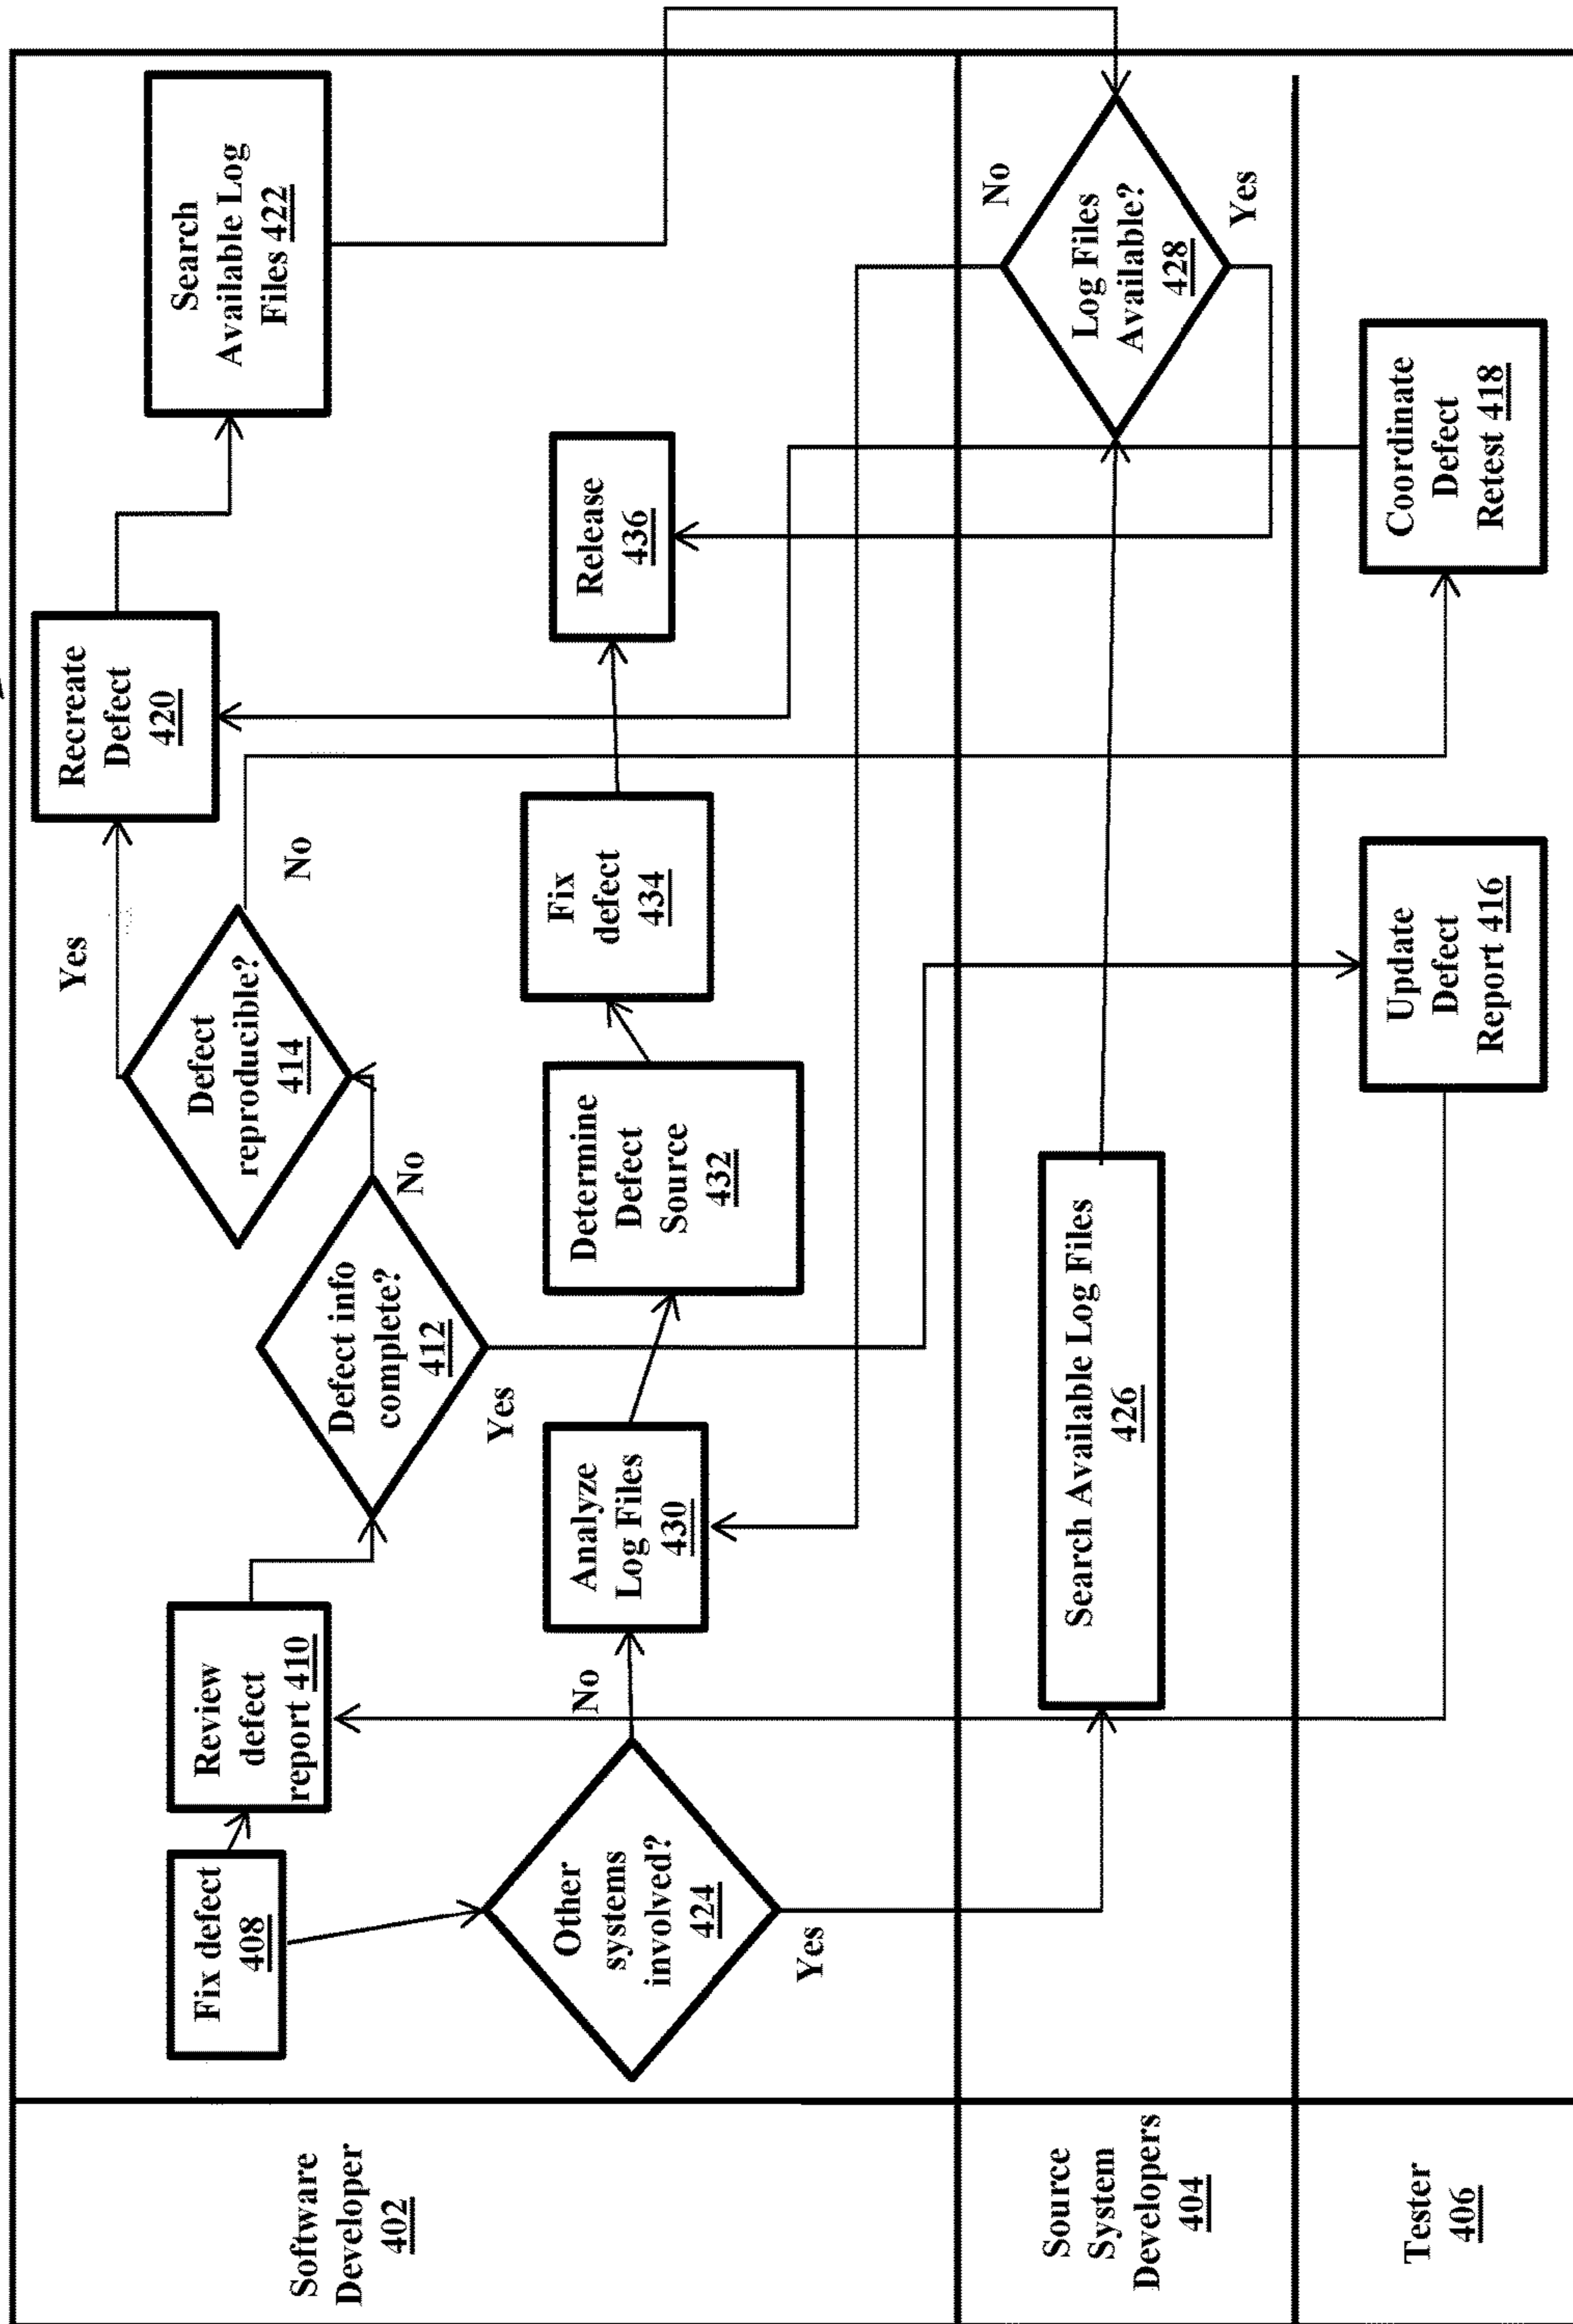 Software
Developer
402
Fix defect
408
Review
defect
report 410
Defect info
complete?
412
Yes
No
Defect
reproducible?
414
Yes
No
Recreate
Defect
420
Search
Available Log
Files 422
Other
systems
involved?
424
No
Yes
Analyze
Log Files
430
Determine
Defect
Source
432
Fix
defect
434
Release
436
Source
System
Developers
404
Search Available Log Files
426
Log Files
Available?
428
No
Yes
Tester
406
Update
Defect
Report 416
Coordinate
Defect
Retest 418